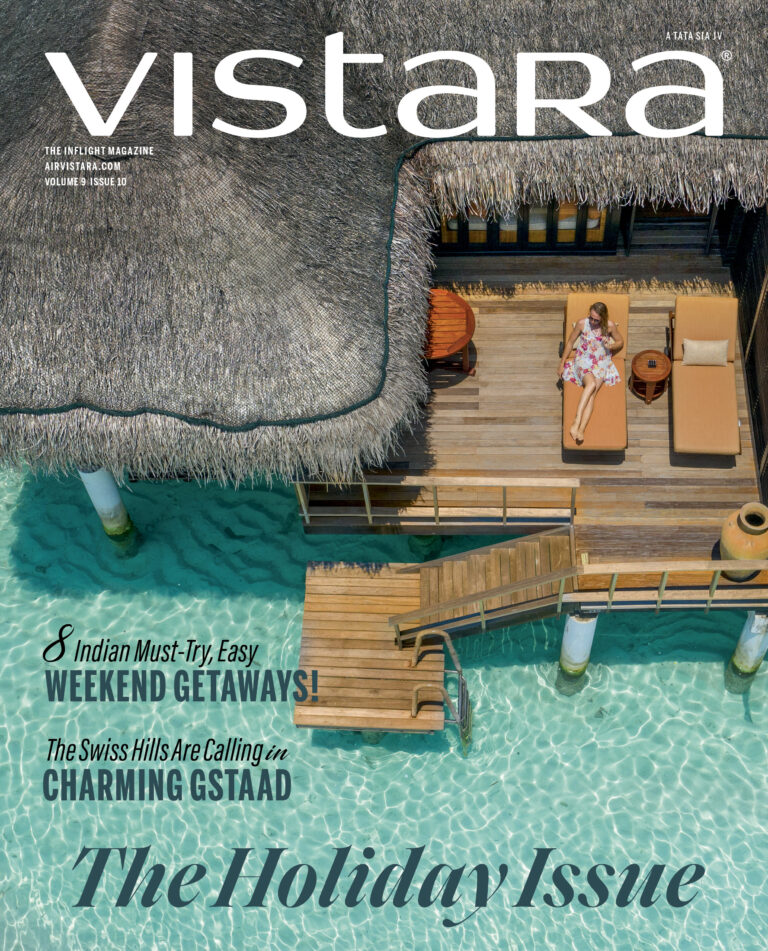 A TATA SIA JV
vistara®
THE INFLIGHT MAGAZINE
AIRVISTARA.COM
VOLUME 9 ISSUE 10
8 Indian Must-Try, Easy
WEEKEND GETAWAYS!
The Swiss Hills Are Calling in
CHARMING GSTAAD
The Holiday Issue